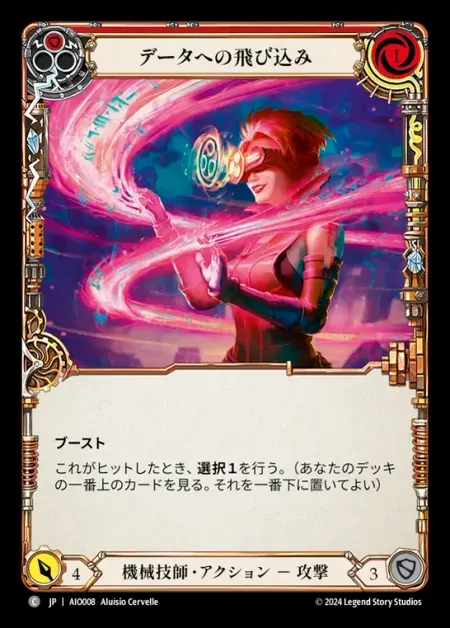 データへの飛び込み
1
ブースト
これがヒットしたとき、選択1を行う。（あなたのデッキ
の一番上のカードを見る。それを一番下に置いてよい）
4
機械技師・アクション － 攻撃
3
C JP | AIO008 Aluisio Cervelle
© 2024 Legend Story Studios